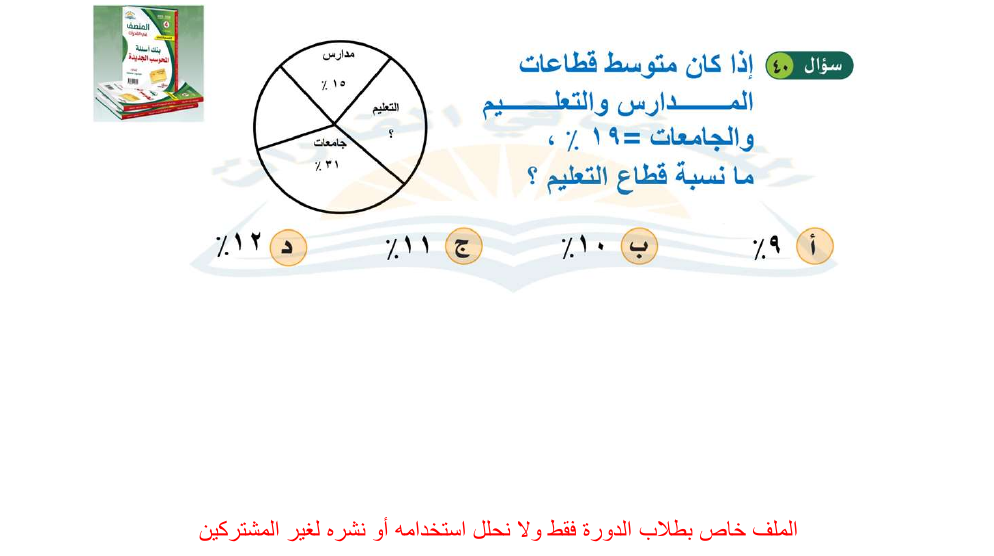 سؤال ٤٠
إذا كان متوسط قطاعات
المـــــدارس والتعلـــــيم
والجامعات = ١٩ ٪ ،
ما نسبة قطاع التعليم ؟
مدارس
١٥ ٪
التعليم
؟
جامعات
٣١ ٪
أ ٩٪
ب ١٠٪
ج ١١٪
د ١٢٪
المنصف
بنك أسئلة
المحوسب الجديدة
الملف خاص بطلاب الدورة فقط ولا نحلل استخدامه أو نشره لغير المشتركين